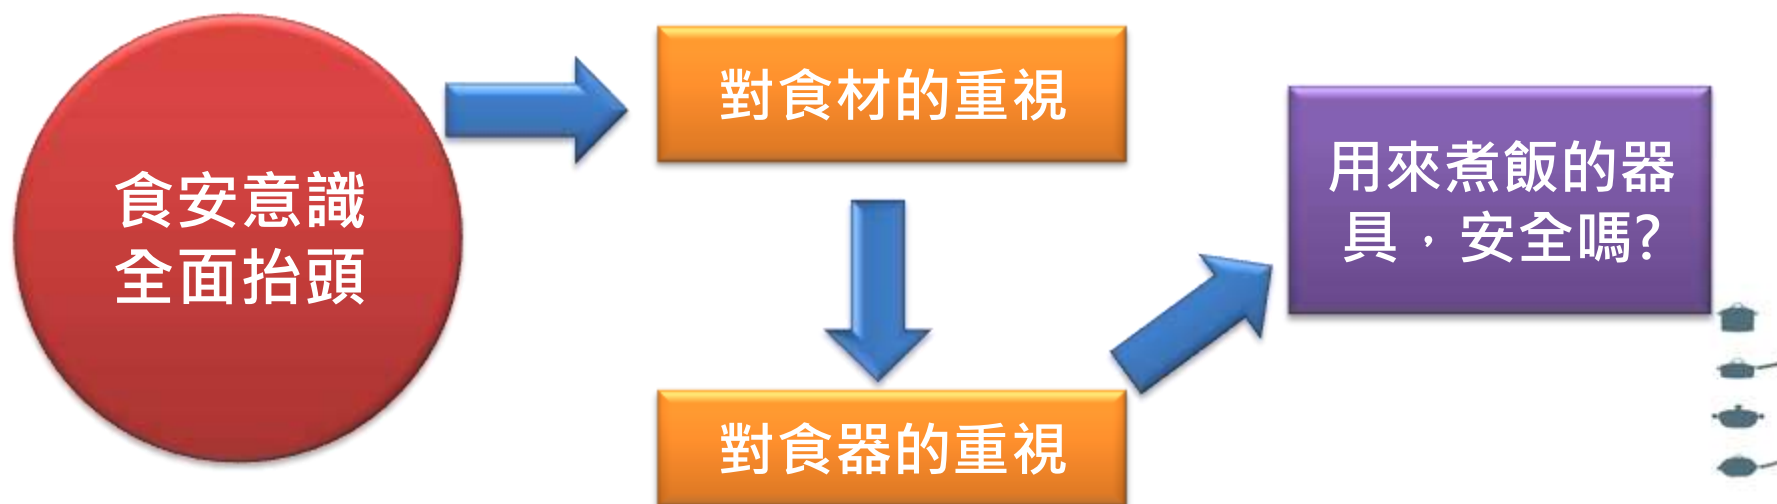 食安意識
全面抬頭
對食材的重視
對食器的重視
用來煮飯的器
具，安全嗎?